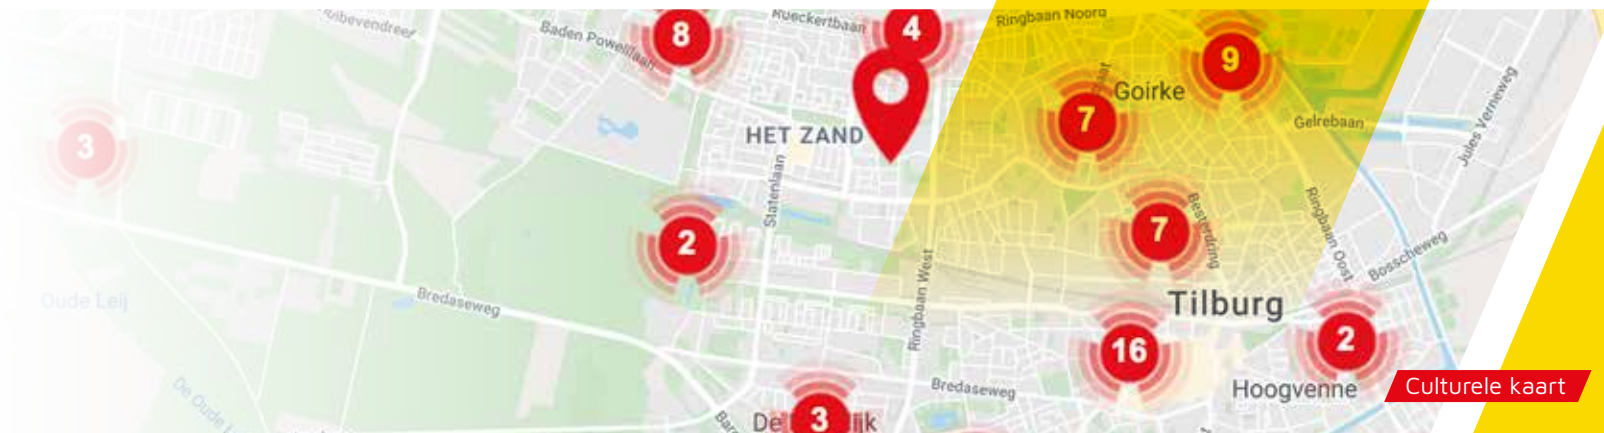 Ringbaan Noord
Rueckertbaan
8
4
Baden Powelllaan
9
Goirke
7
Gelrebaan
Jules Verneweg
HET ZAND
3
Statenlaan
7
Besterdring
Ringbaan Oost
Bosscheweg
2
Ringbaan West
Oude Leij
Bredaseweg
Tilburg
16
2
Bredaseweg
Hoogvenne
Culturele kaart
3